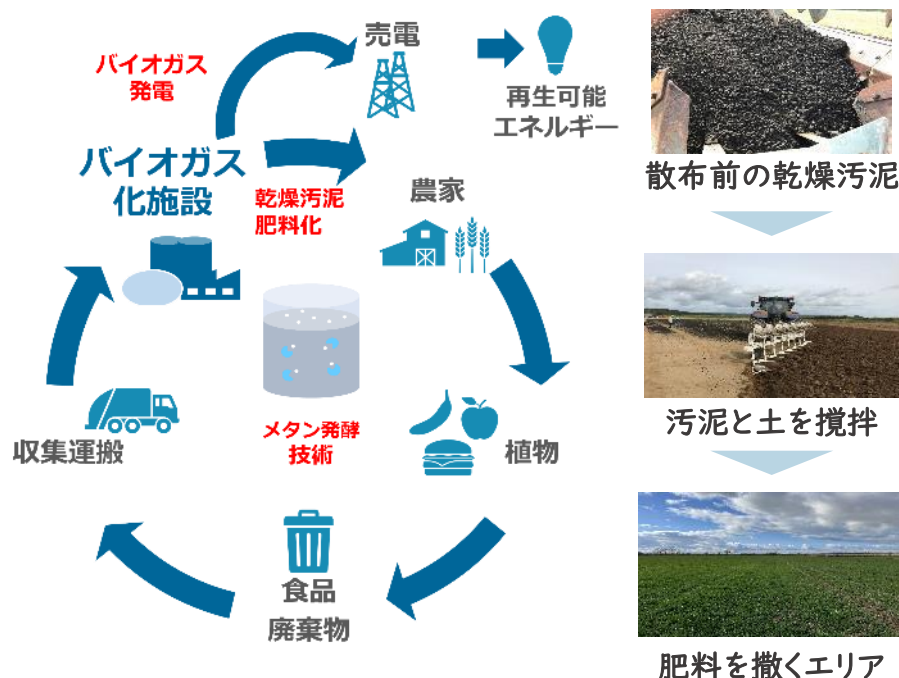 売電
バイオガス
発電
再生可能
エネルギー
バイオガス
化施設
乾燥汚泥
肥料化
農家
収集運搬
メタン発酵
技術
植物
食品
廃棄物
散布前の乾燥汚泥
汚泥と土を撹拌
肥料を撒くエリア